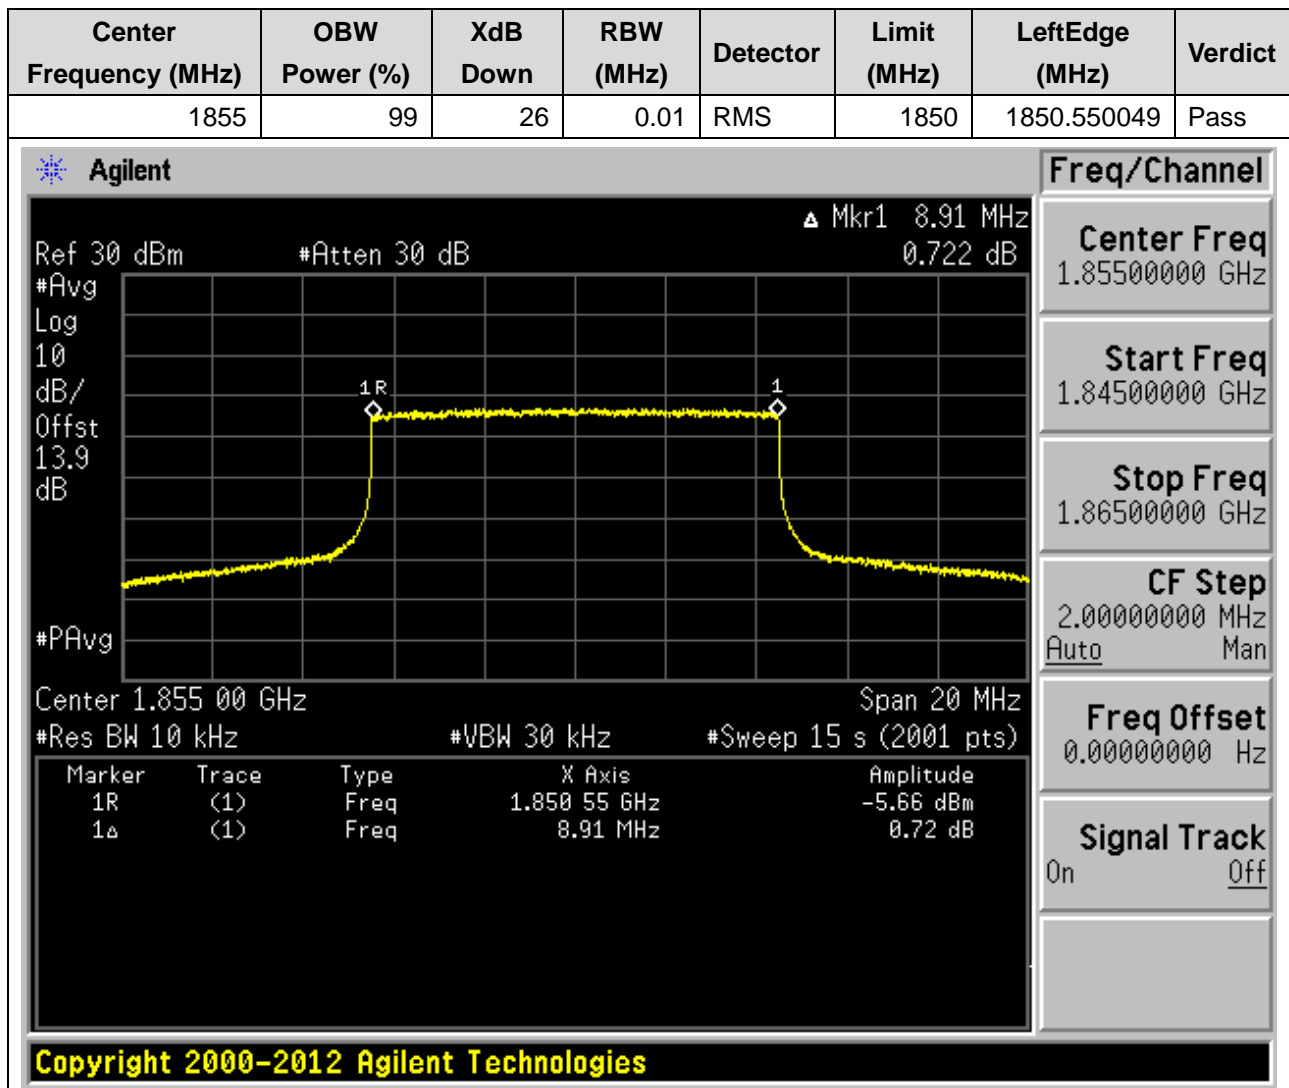 Center Frequency (MHz) OBW Power (%) XdB Down RBW (MHz) Detector Limit (MHz) LeftEdge (MHz) Verdict
1855 99 26 0.01 RMS 1850 1850.550049 Pass
Agilent
Freq/Channel
Δ Mkr1 8.91 MHz
Ref 30 dBm #Atten 30 dB 0.722 dB
#Avg
Log
10
dB/
Offst
13.9
dB
1R
1
#PAvg
Center 1.855 00 GHz Span 20 MHz
#Res BW 10 kHz #VBW 30 kHz #Sweep 15 s (2001 pts)
Marker Trace Type X Axis Amplitude
1R (1) Freq 1.850 55 GHz -5.66 dBm
1Δ (1) Freq 8.91 MHz 0.72 dB
Center Freq
1.85500000 GHz
Start Freq
1.84500000 GHz
Stop Freq
1.86500000 GHz
CF Step
2.00000000 MHz
Auto Man
Freq Offset
0.00000000 Hz
Signal Track
On Off
Copyright 2000-2012 Agilent Technologies